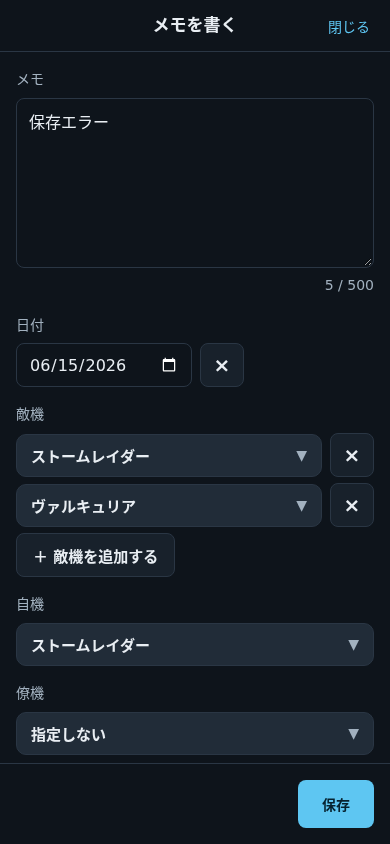 メモを書く
閉じる
メモ
保存エラー
5 / 500
日付
06/15/2026
×
敵機
ストームレイダー ▼
×
ヴァルキュリア ▼
×
＋ 敵機を追加する
自機
ストームレイダー ▼
僚機
指定しない ▼
保存